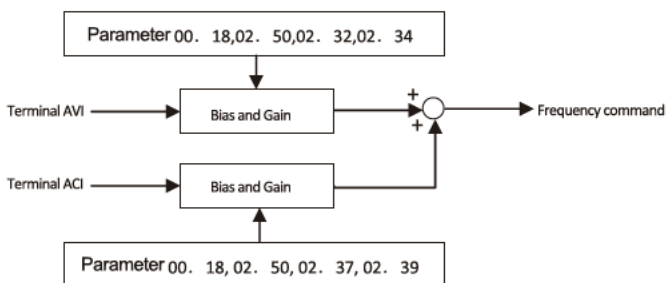 Parameter 00. 18,02. 50,02. 32,02. 34
Terminal AVI
Bias and Gain
+
+
Frequency command
Terminal ACI
Bias and Gain
Parameter 00. 18, 02. 50, 02. 37, 02. 39